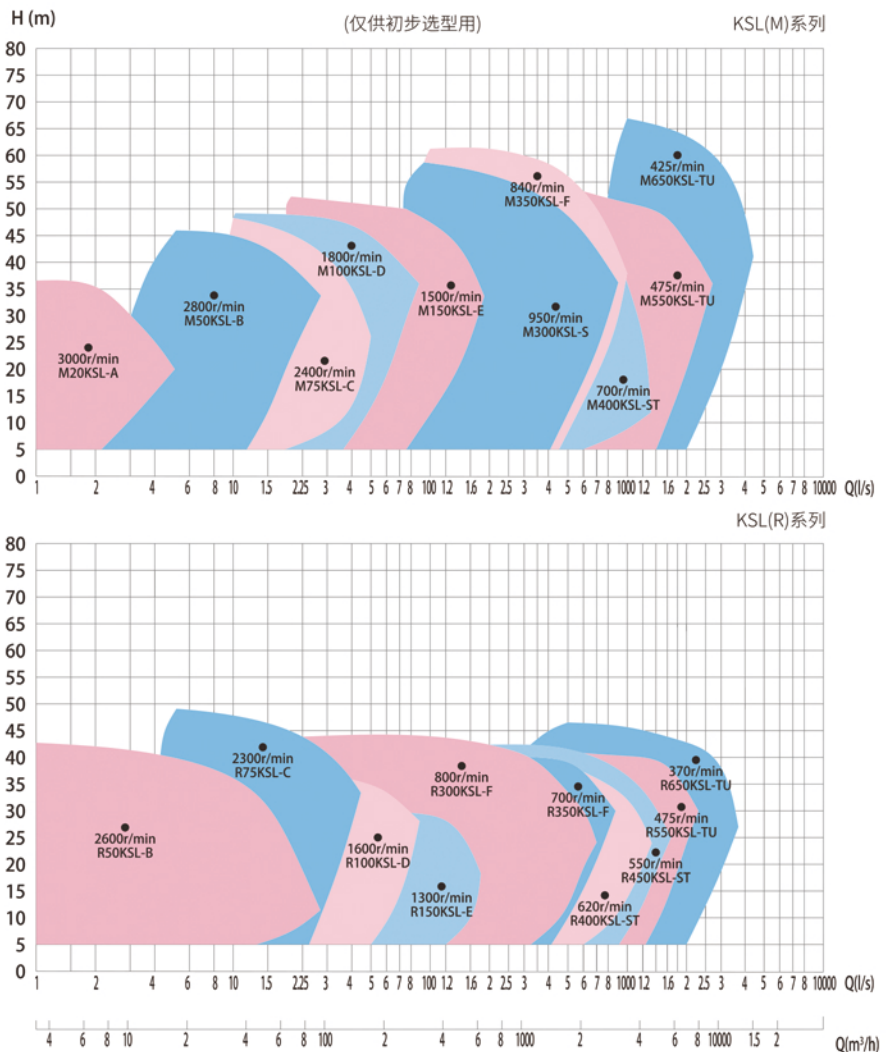 H (m)
(仅供初步选型用)
KSL(M)系列
80
75
70
65
60
55
50
45
40
35
30
25
20
15
10
5
0
425r/min
M650KSL-TU
840r/min
M350KSL-F
1800r/min
M100KSL-D
475r/min
M550KSL-TU
2800r/min
M50KSL-B
1500r/min
M150KSL-E
950r/min
M300KSL-S
3000r/min
M20KSL-A
2400r/min
M75KSL-C
700r/min
M400KSL-ST
1 2 4 6 8 10 1.5 2 2.5 3 4 5 6 7 8 100 1.2 1.6 2 2.5 3 4 5 6 7 8 1000 1.2 1.6 2 2.5 3 4 5 6 7 8 10000 Q(l/s)
KSL(R)系列
80
75
70
65
60
55
50
45
40
35
30
25
20
15
10
5
0
2300r/min
R75KSL-C
800r/min
R300KSL-F
370r/min
R650KSL-TU
700r/min
R350KSL-F
475r/min
R550KSL-TU
2600r/min
R50KSL-B
1600r/min
R100KSL-D
550r/min
R450KSL-ST
1300r/min
R150KSL-E
620r/min
R400KSL-ST
1 2 4 6 8 10 1.5 2 2.5 3 4 5 6 7 8 100 1.2 1.6 2 2.5 3 4 5 6 7 8 1000 1.2 1.6 2 2.5 3 4 5 6 7 8 10000 Q(l/s)
4 6 8 10 2 4 6 8 100 2 4 6 8 1000 2 4 6 8 10000 1.5 2 Q(m³/h)